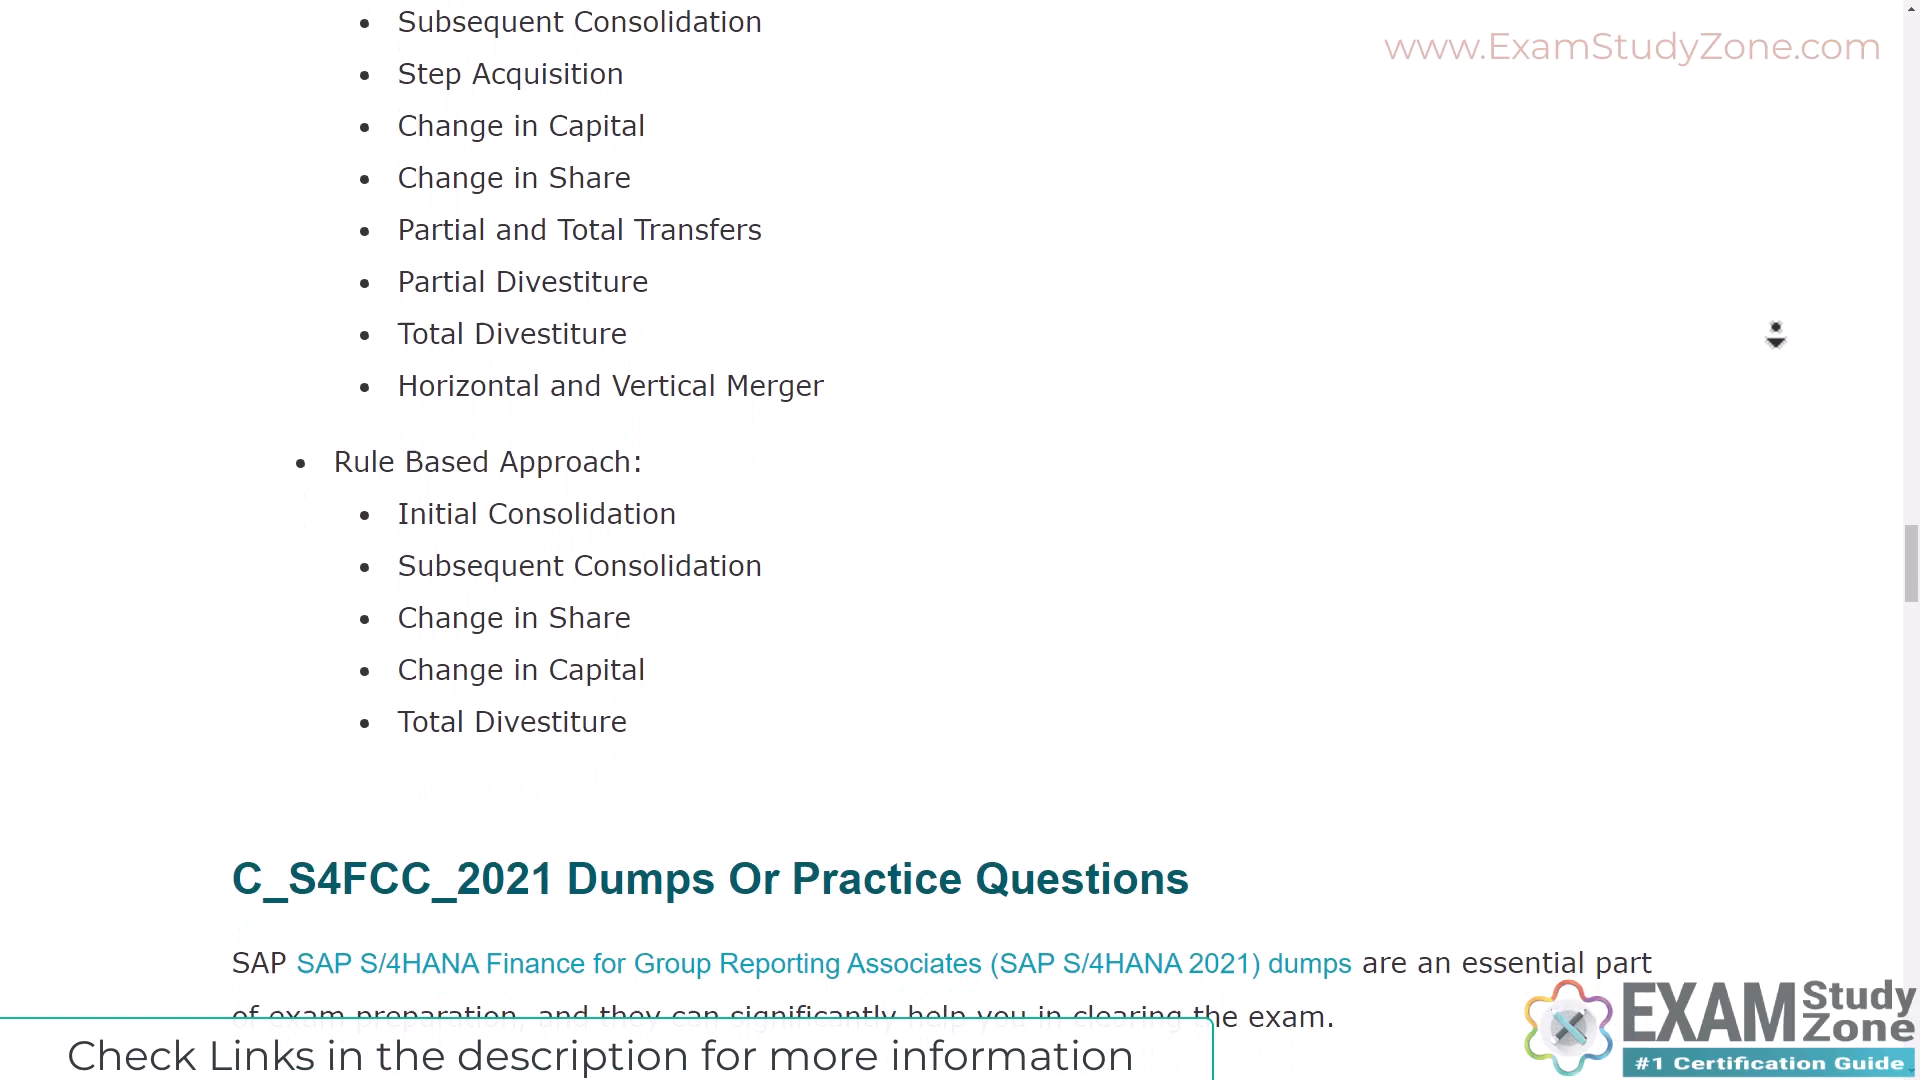 Subsequent Consolidation
www.ExamStudyZone.com
Step Acquisition
Change in Capital
Change in Share
Partial and Total Transfers
Partial Divestiture
Total Divestiture
Horizontal and Vertical Merger
Rule Based Approach:
Initial Consolidation
Subsequent Consolidation
Change in Share
Change in Capital
Total Divestiture
C_S4FCC_2021 Dumps Or Practice Questions
SAP SAP S/4HANA Finance for Group Reporting Associates (SAP S/4HANA 2021) dumps are an essential part
of exam preparation, and they can significantly help you in clearing the exam.
Check Links in the description for more information
EXAM Study Zone
#1 Certification Guide